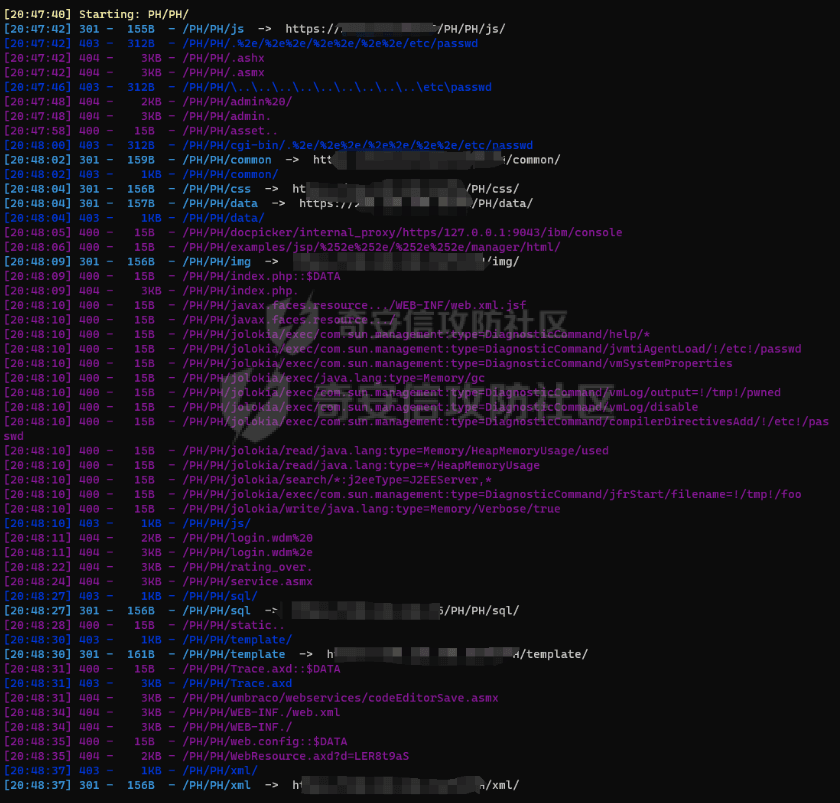 [20:47:40] Starting: PH/PH/
[20:47:42] 301 -  155B  - /PH/PH/js  ->  https:// /PH/PH/js/
[20:47:42] 403 -  312B  - /PH/PH/.%2e/%2e%2e/%2e%2e/%2e%2e/etc/passwd
[20:47:42] 404 -    3KB - /PH/PH/.ashx
[20:47:42] 404 -    3KB - /PH/PH/.asmx
[20:47:46] 403 -  312B  - /PH/PH/\..\..\..\..\..\..\..\..\..\etc\passwd
[20:47:48] 404 -    2KB - /PH/PH/admin%20/
[20:47:48] 404 -    3KB - /PH/PH/admin.
[20:47:58] 400 -   15B  - /PH/PH/asset..
[20:48:00] 403 -  312B  - /PH/PH/cgi-bin/.%2e/%2e%2e/%2e%2e/%2e%2e/etc/passwd
[20:48:02] 301 -  159B  - /PH/PH/common  ->  htt /common/
[20:48:02] 403 -    1KB - /PH/PH/common/
[20:48:04] 301 -  156B  - /PH/PH/css  ->  ht /PH/css/
[20:48:04] 301 -  157B  - /PH/PH/data  ->  https:// /PH/data/
[20:48:04] 403 -    1KB - /PH/PH/data/
[20:48:05] 400 -   15B  - /PH/PH/docpicker/internal_proxy/https/127.0.0.1:9043/ibm/console
[20:48:06] 400 -   15B  - /PH/PH/examples/jsp/%252e%252e/%252e%252e/manager/html/
[20:48:09] 301 -  156B  - /PH/PH/img  -> /img/
[20:48:09] 400 -   15B  - /PH/PH/index.php::$DATA
[20:48:09] 404 -    3KB - /PH/PH/index.php.
[20:48:10] 400 -   15B  - /PH/PH/javax.faces.resource.../WEB-INF/web.xml.jsf
[20:48:10] 400 -   15B  - /PH/PH/javax.faces.resource.../
奇安信攻防社区
[20:48:10] 400 -   15B  - /PH/PH/jolokia/exec/com.sun.management:type=DiagnosticCommand/help/*
[20:48:10] 400 -   15B  - /PH/PH/jolokia/exec/com.sun.management:type=DiagnosticCommand/jvmtiAgentLoad/!/etc!/passwd
[20:48:10] 400 -   15B  - /PH/PH/jolokia/exec/com.sun.management:type=DiagnosticCommand/vmSystemProperties
[20:48:10] 400 -   15B  - /PH/PH/jolokia/exec/java.lang:type=Memory/gc
[20:48:10] 400 -   15B  - /PH/PH/jolokia/exec/com.sun.management:type=DiagnosticCommand/vmLog/output=!/tmp!/pwned
奇安信攻防社区
[20:48:10] 400 -   15B  - /PH/PH/jolokia/exec/com.sun.management:type=DiagnosticCommand/vmLog/disable
[20:48:10] 400 -   15B  - /PH/PH/jolokia/exec/com.sun.management:type=DiagnosticCommand/compilerDirectivesAdd/!/etc!/pas
swd
[20:48:10] 400 -   15B  - /PH/PH/jolokia/read/java.lang:type=Memory/HeapMemoryUsage/used
[20:48:10] 400 -   15B  - /PH/PH/jolokia/read/java.lang:type=*/HeapMemoryUsage
[20:48:10] 400 -   15B  - /PH/PH/jolokia/search/*:j2eeType=J2EEServer,*
[20:48:10] 400 -   15B  - /PH/PH/jolokia/exec/com.sun.management:type=DiagnosticCommand/jfrStart/filename=!/tmp!/foo
[20:48:10] 400 -   15B  - /PH/PH/jolokia/write/java.lang:type=Memory/Verbose/true
[20:48:10] 403 -    1KB - /PH/PH/js/
[20:48:11] 404 -    2KB - /PH/PH/login.wdm%20
[20:48:11] 404 -    3KB - /PH/PH/login.wdm%2e
[20:48:22] 404 -    3KB - /PH/PH/rating_over.
[20:48:24] 404 -    3KB - /PH/PH/service.asmx
[20:48:27] 403 -    1KB - /PH/PH/sql/
[20:48:27] 301 -  156B  - /PH/PH/sql  -> /PH/PH/sql/
[20:48:28] 400 -   15B  - /PH/PH/static..
[20:48:30] 403 -    1KB - /PH/PH/template/
[20:48:30] 301 -  161B  - /PH/PH/template  ->  h /template/
[20:48:31] 400 -   15B  - /PH/PH/Trace.axd::$DATA
[20:48:31] 403 -    3KB - /PH/PH/Trace.axd
[20:48:31] 404 -    3KB - /PH/PH/umbraco/webservices/codeEditorSave.asmx
[20:48:34] 404 -    3KB - /PH/PH/WEB-INF./web.xml
[20:48:34] 404 -    3KB - /PH/PH/WEB-INF./
[20:48:35] 400 -   15B  - /PH/PH/web.config::$DATA
[20:48:35] 404 -    2KB - /PH/PH/WebResource.axd?d=LER8t9aS
[20:48:37] 403 -    1KB - /PH/PH/xml/
[20:48:37] 301 -  156B  - /PH/PH/xml  ->  ht /xml/